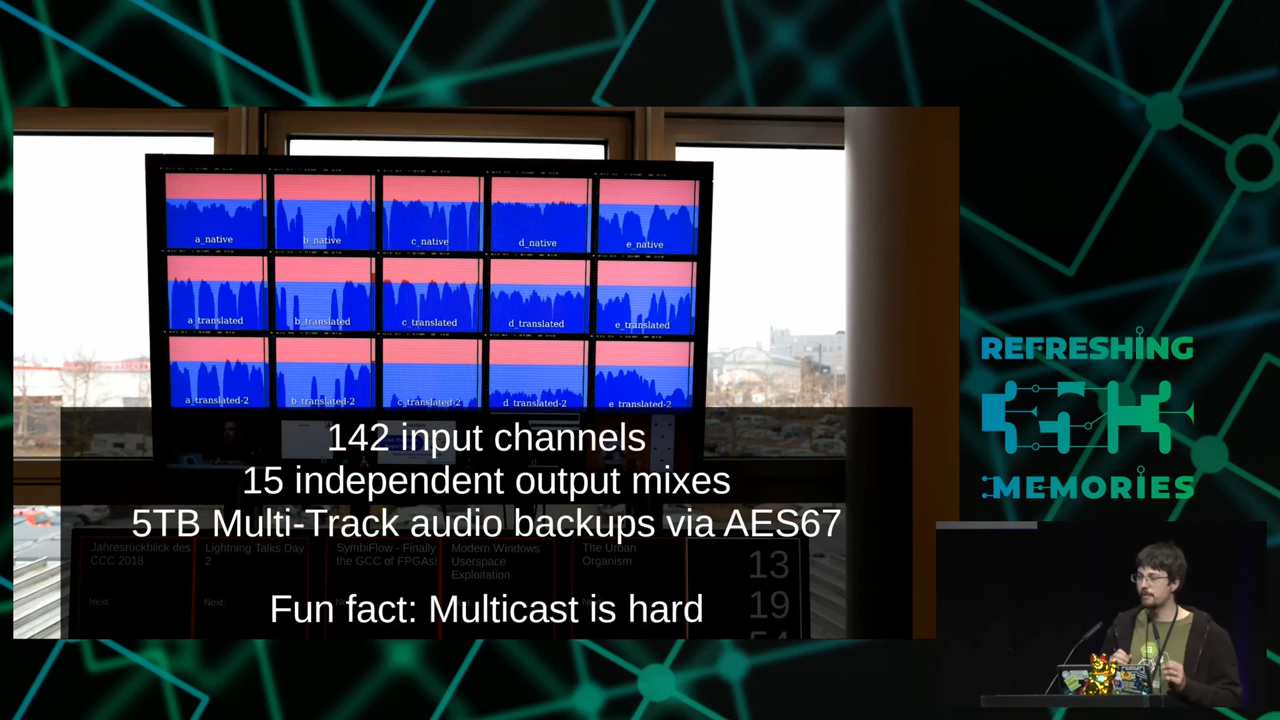 a_native
b_native
c_native
d_native
e_native
a_translated
b_translated
c_translated
d_translated
e_translated
a_translated-2
b_translated-2
c_translated-2
d_translated-2
e_translated-2
142 input channels
15 independent output mixes
5TB Multi-Track audio backups via AES67
Jahresrückblick des CCC 2018
Lightning Talks Day 2
SymbiFlow - Finally the GCC of FPGAs!
Modern Windows Userspace Exploitation
The Urban Organism
13
19
54
Next:
Next:
Fun fact: Multicast is hard
REFRESHING
35C3
:MEMORIES